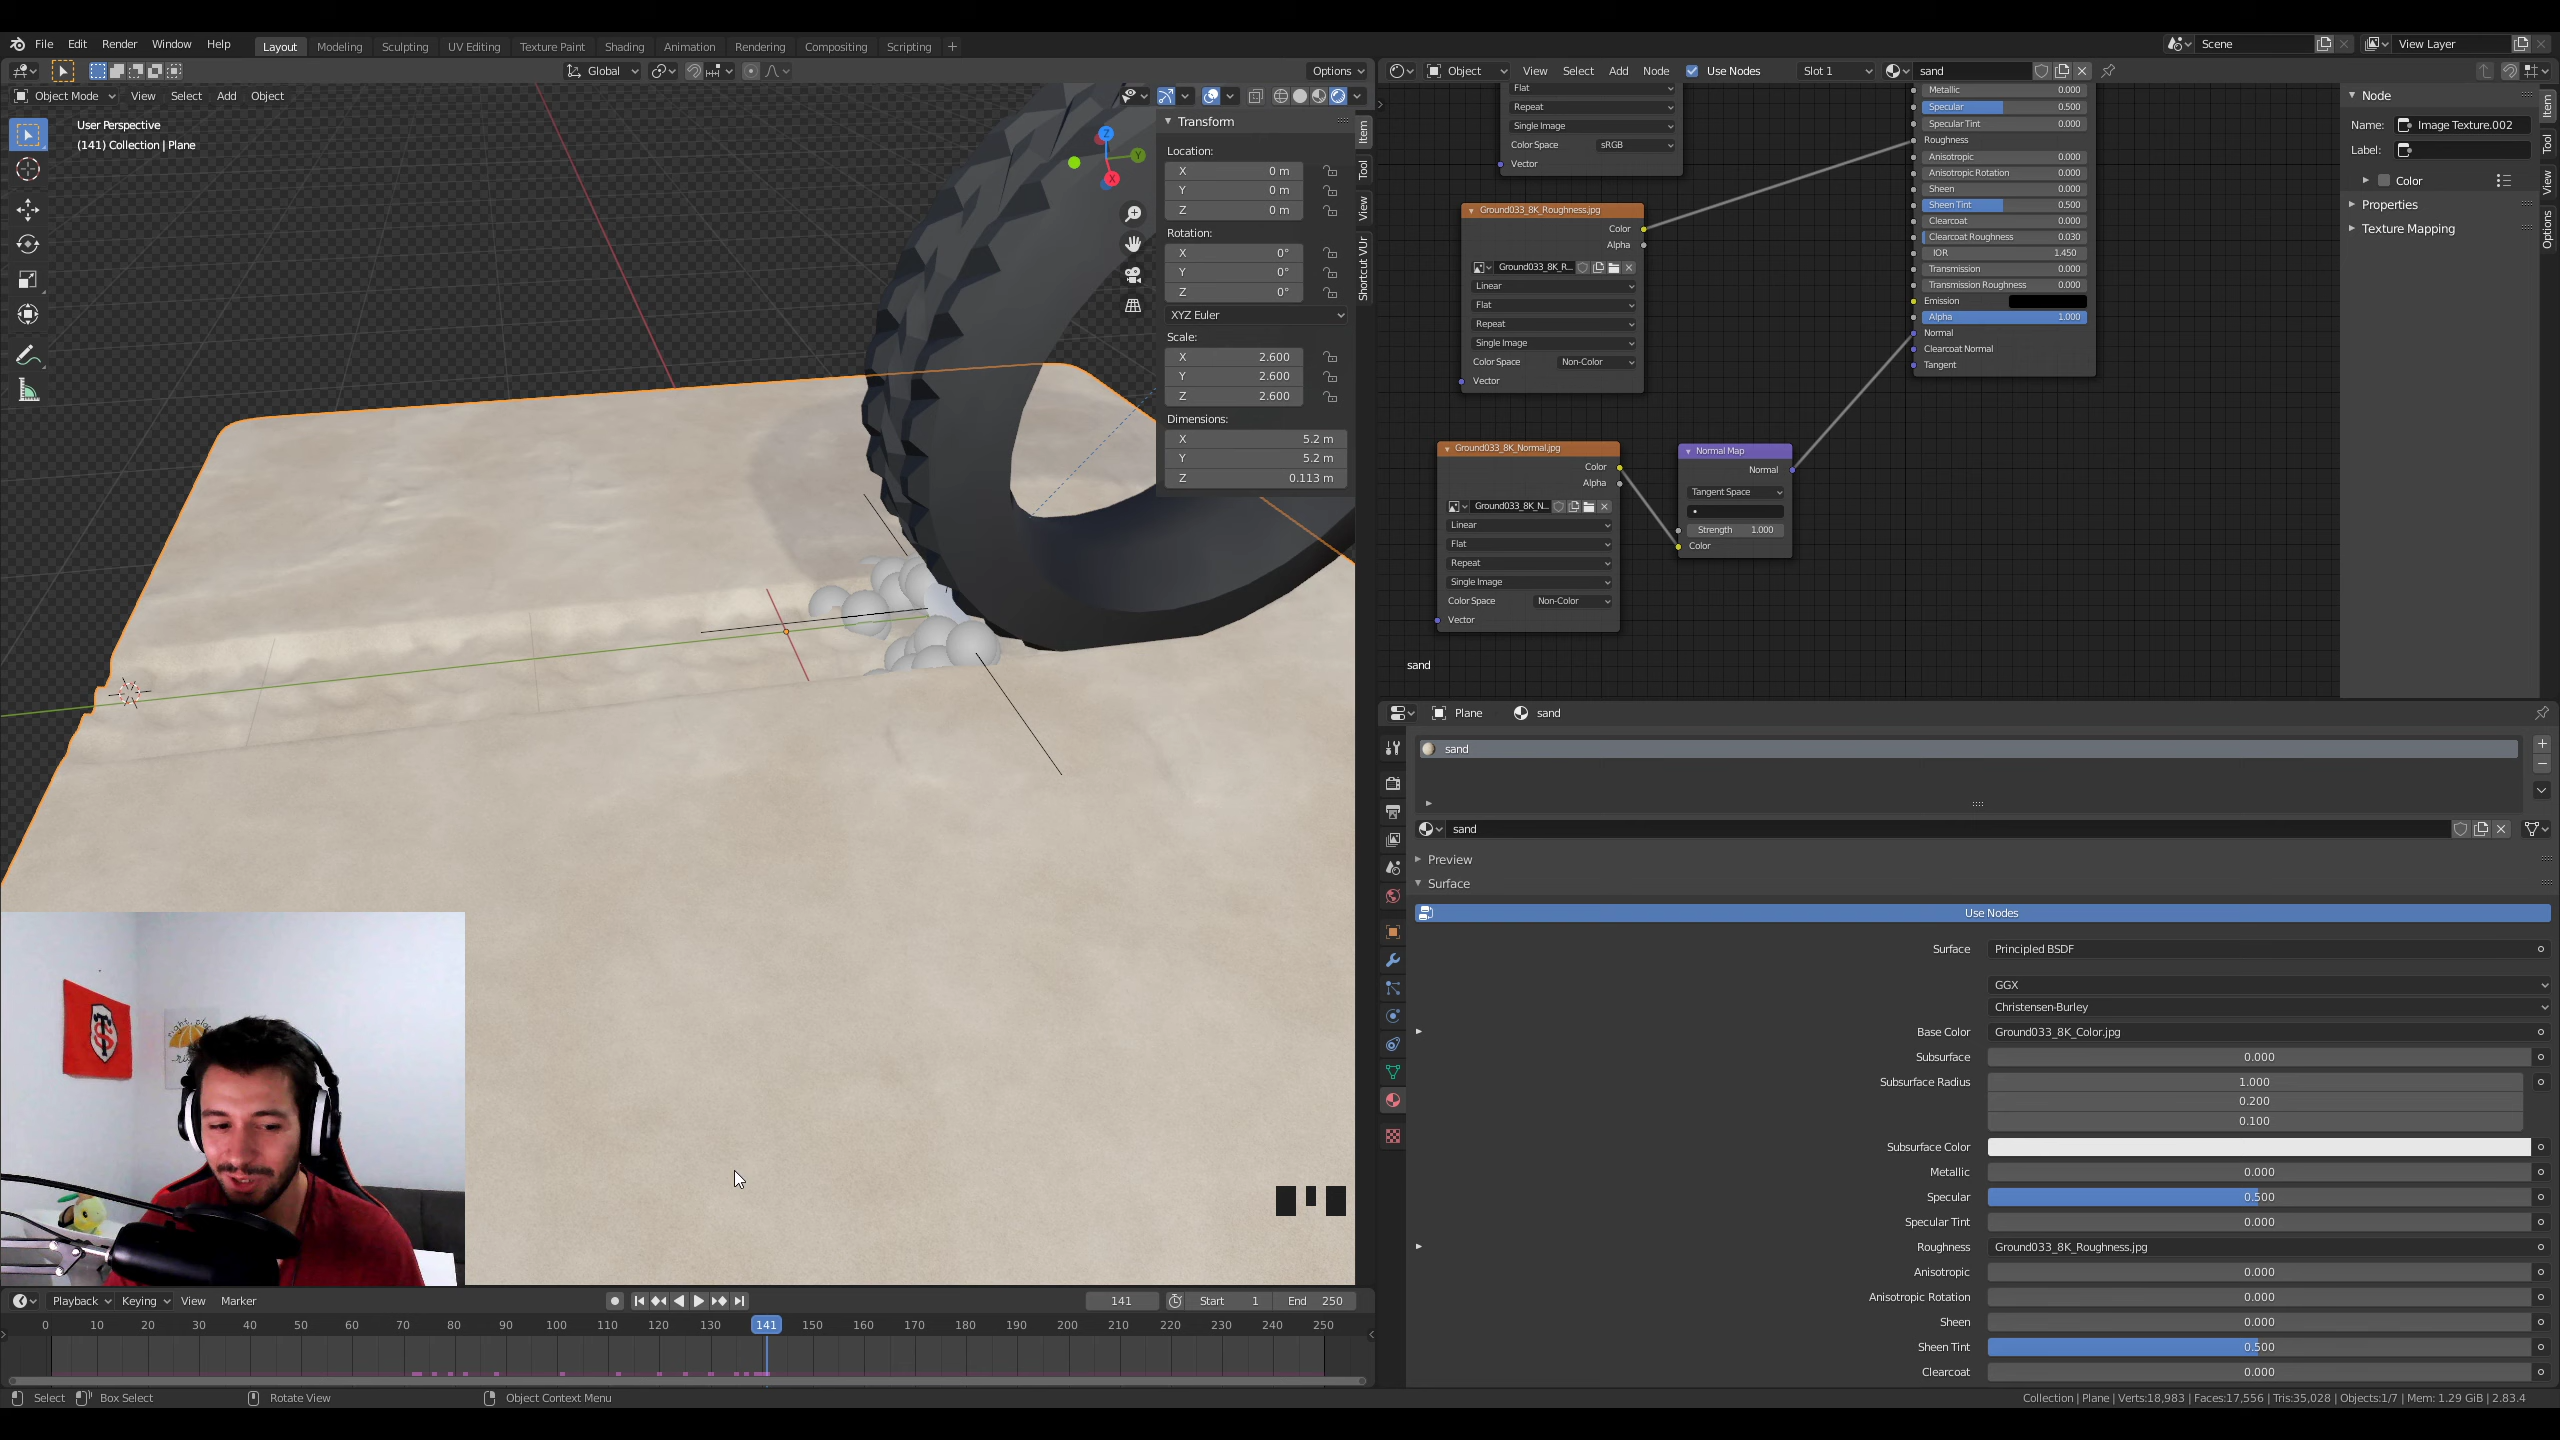 File Edit Render Window Help
Layout Modeling Sculpting UV Editing Texture Paint Shading Animation Rendering Compositing Scripting +
Scene
View Layer
Global
Options
Object Mode View Select Add Object
User Perspective
(141) Collection | Plane
Z
Y
X
Transform
Location:
X 0 m
Y 0 m
Z 0 m
Rotation:
X 0°
Y 0°
Z 0°
XYZ Euler
Scale:
X 2.600
Y 2.600
Z 2.600
Dimensions:
X 5.2 m
Y 5.2 m
Z 0.113 m
Item
Tool
View
Shortcut VUr
Object View Select Add Node Use Nodes Slot 1 sand
Flat
Repeat
Single Image
Color Space sRGB
Vector
Ground033_8K_Roughness.jpg
Color
Alpha
Ground033_8K_R...
Linear
Flat
Repeat
Single Image
Color Space Non-Color
Vector
Ground033_8K_Normal.jpg
Color
Alpha
Ground033_8K_N...
Linear
Flat
Repeat
Single Image
Color Space Non-Color
Vector
Normal Map
Normal
Tangent Space
Strength 1.000
Color
Metallic 0.000
Specular 0.500
Specular Tint 0.000
Roughness
Anisotropic 0.000
Anisotropic Rotation 0.000
Sheen 0.000
Sheen Tint 0.500
Clearcoat 0.000
Clearcoat Roughness 0.030
IOR 1.450
Transmission 0.000
Transmission Roughness 0.000
Emission
Alpha 1.000
Normal
Clearcoat Normal
Tangent
sand
Node
Name: Image Texture.002
Label:
Color
Properties
Texture Mapping
Item
Tool
View
Options
Plane sand
sand
sand
Preview
Surface
Use Nodes
Surface Principled BSDF
GGX
Christensen-Burley
Base Color Ground033_8K_Color.jpg
Subsurface 0.000
Subsurface Radius 1.000
0.200
0.100
Subsurface Color
Metallic 0.000
Specular 0.500
Specular Tint 0.000
Roughness Ground033_8K_Roughness.jpg
Anisotropic 0.000
Anisotropic Rotation 0.000
Sheen 0.000
Sheen Tint 0.500
Clearcoat 0.000
Playback Keying View Marker
141 Start 1 End 250
0 10 20 30 40 50 60 70 80 90 100 110 120 130 141 150 160 170 180 190 200 210 220 230 240 250
Select Box Select Rotate View Object Context Menu
Collection | Plane | Verts:18,983 | Faces:17,556 | Tris:35,028 | Objects:1/7 | Mem: 1.29 GiB | 2.83.4